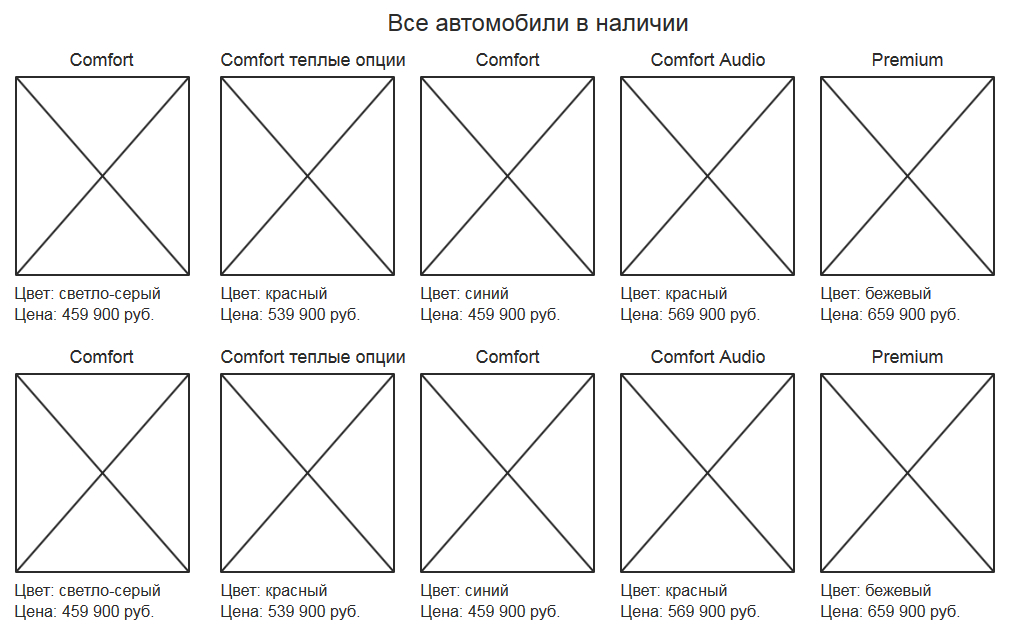 Все автомобили в наличии
Comfort
Comfort теплые опции
Comfort
Comfort Audio
Premium
Цвет: светло-серый
Цена: 459 900 руб.
Цвет: красный
Цена: 539 900 руб.
Цвет: синий
Цена: 459 900 руб.
Цвет: красный
Цена: 569 900 руб.
Цвет: бежевый
Цена: 659 900 руб.
Comfort
Comfort теплые опции
Comfort
Comfort Audio
Premium
Цвет: светло-серый
Цена: 459 900 руб.
Цвет: красный
Цена: 539 900 руб.
Цвет: синий
Цена: 459 900 руб.
Цвет: красный
Цена: 569 900 руб.
Цвет: бежевый
Цена: 659 900 руб.